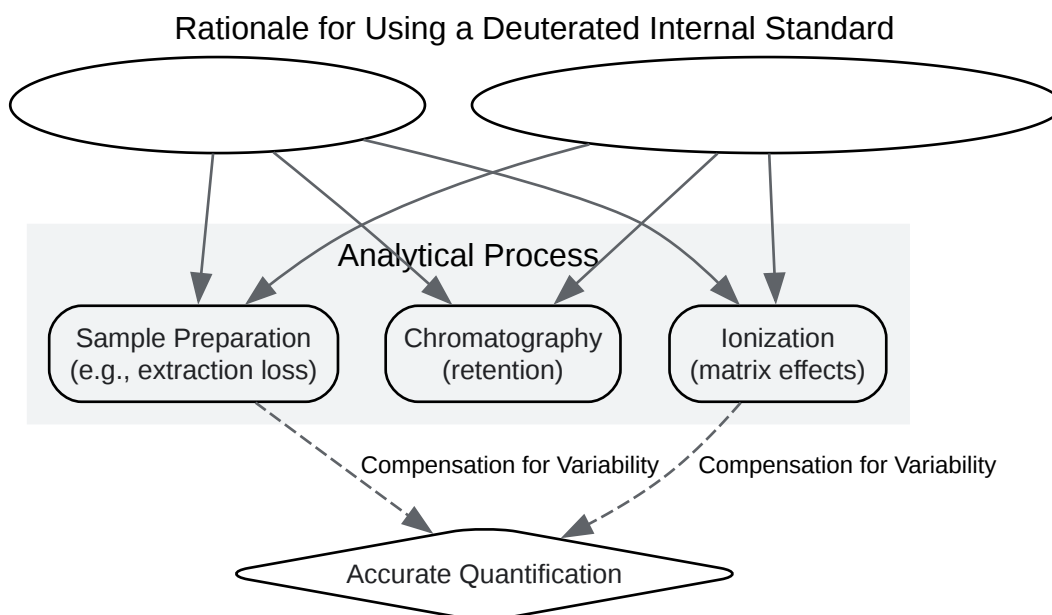 Rationale for Using a Deuterated Internal Standard
Analytical Process
Sample Preparation
(e.g., extraction loss)
Chromatography
(retention)
Ionization
(matrix effects)
Compensation for Variability
Compensation for Variability
Accurate Quantification